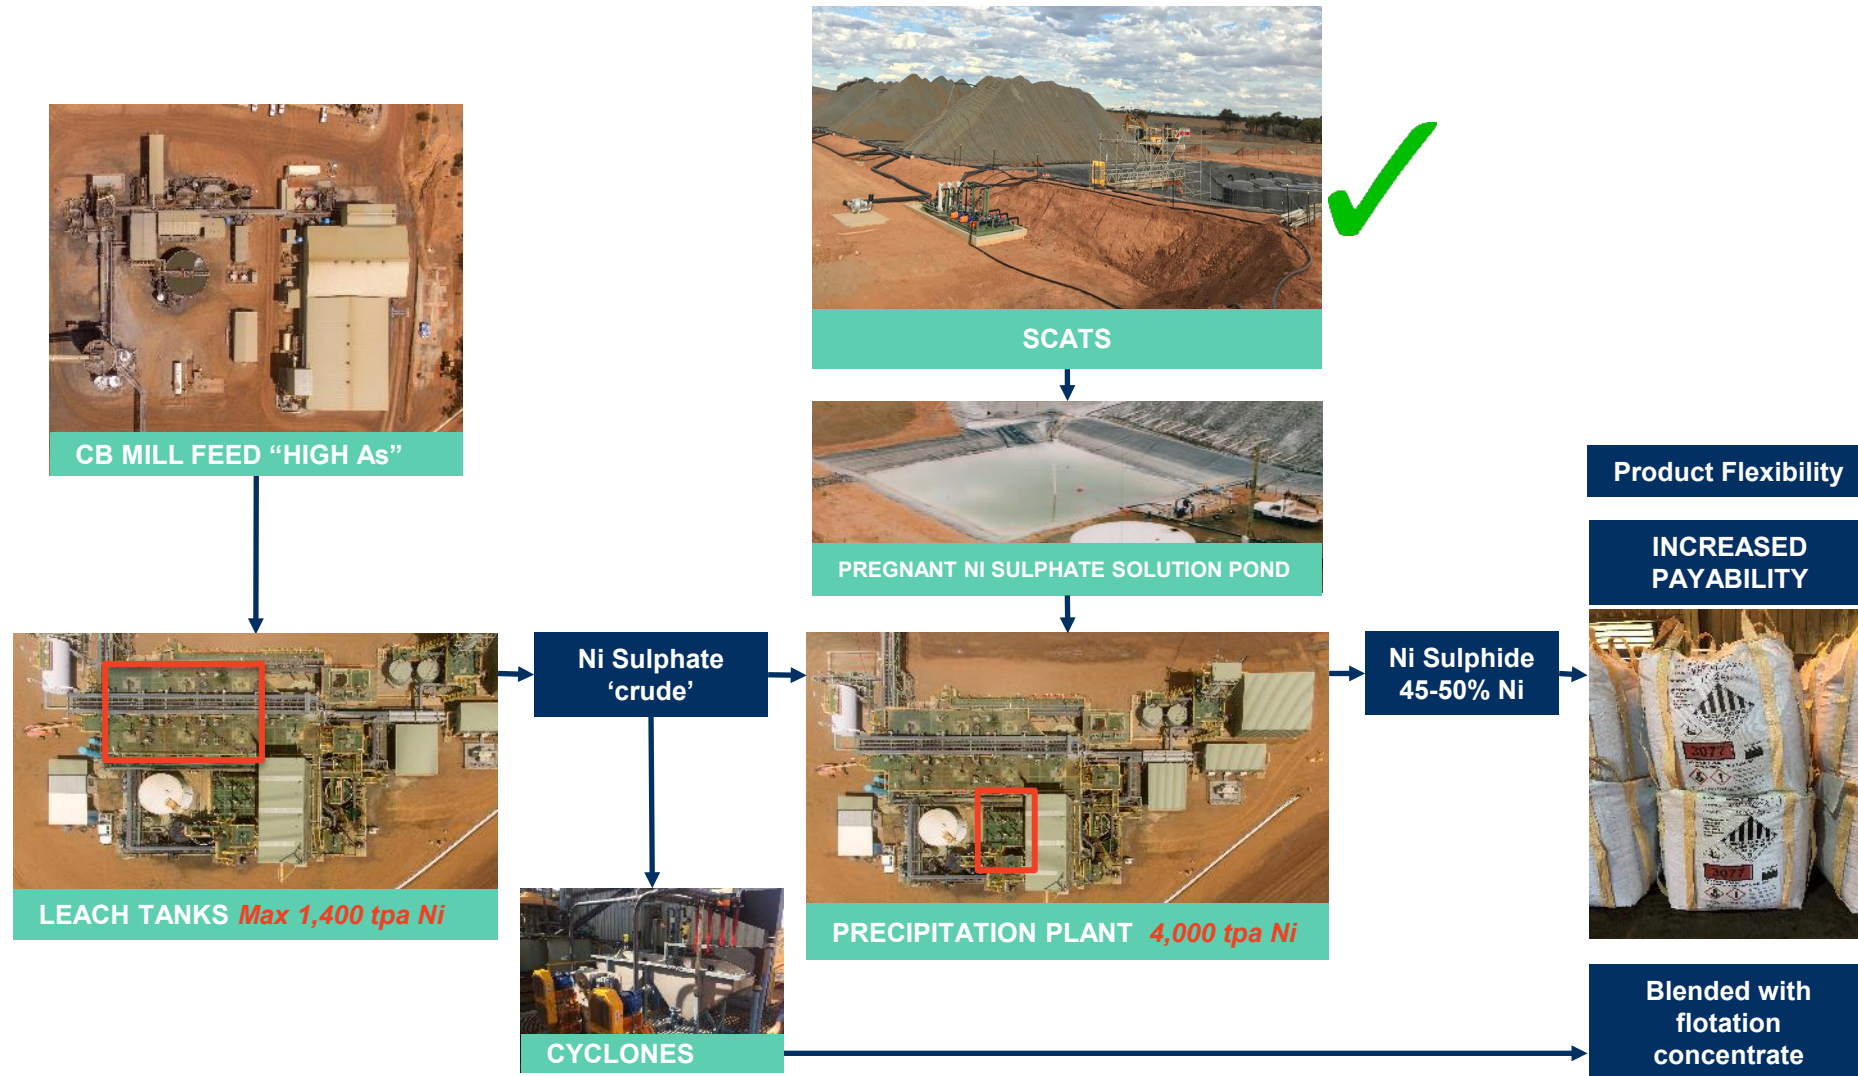 SCATS
CB MILL FEED “HIGH As”
PREGNANT NI SULPHATE SOLUTION POND
Product Flexibility
INCREASED
PAYABILITY
Ni Sulphate
‘crude’
Ni Sulphide
45-50% Ni
3077
3077
LEACH TANKS Max 1,400 tpa Ni
PRECIPITATION PLANT 4,000 tpa Ni
CYCLONES
Blended with
flotation
concentrate